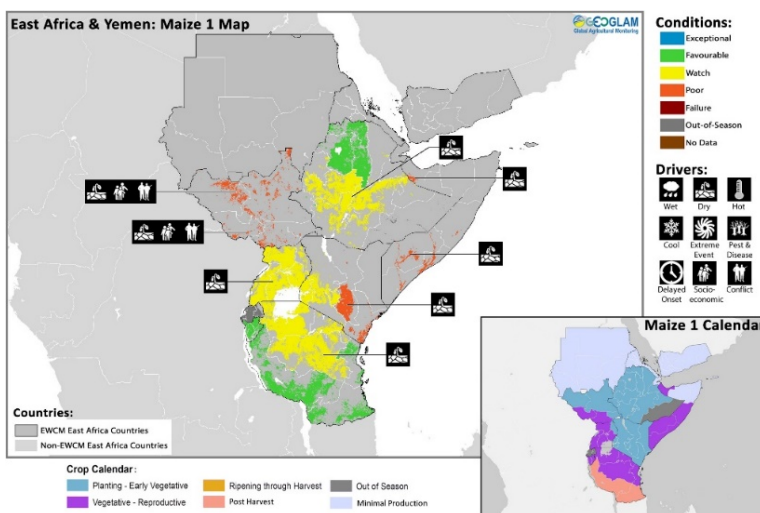 East Africa & Yemen: Maize 1 Map
GEOGLAM
Global Agricultural Monitoring
Conditions:
Exceptional
Favourable
Watch
Poor
Failure
Out-of-Season
No Data
Drivers:
Wet
Dry
Hot
Cool
Extreme
Event
Pest &
Disease
Delayed
Onset
Socio-
economic
Conflict
Countries:
EWCM East Africa Countries
Non-EWCM East Africa Countries
Maize 1 Calendar
Crop Calendar:
Planting - Early Vegetative
Vegetative - Reproductive
Ripening through Harvest
Post Harvest
Out of Season
Minimal Production